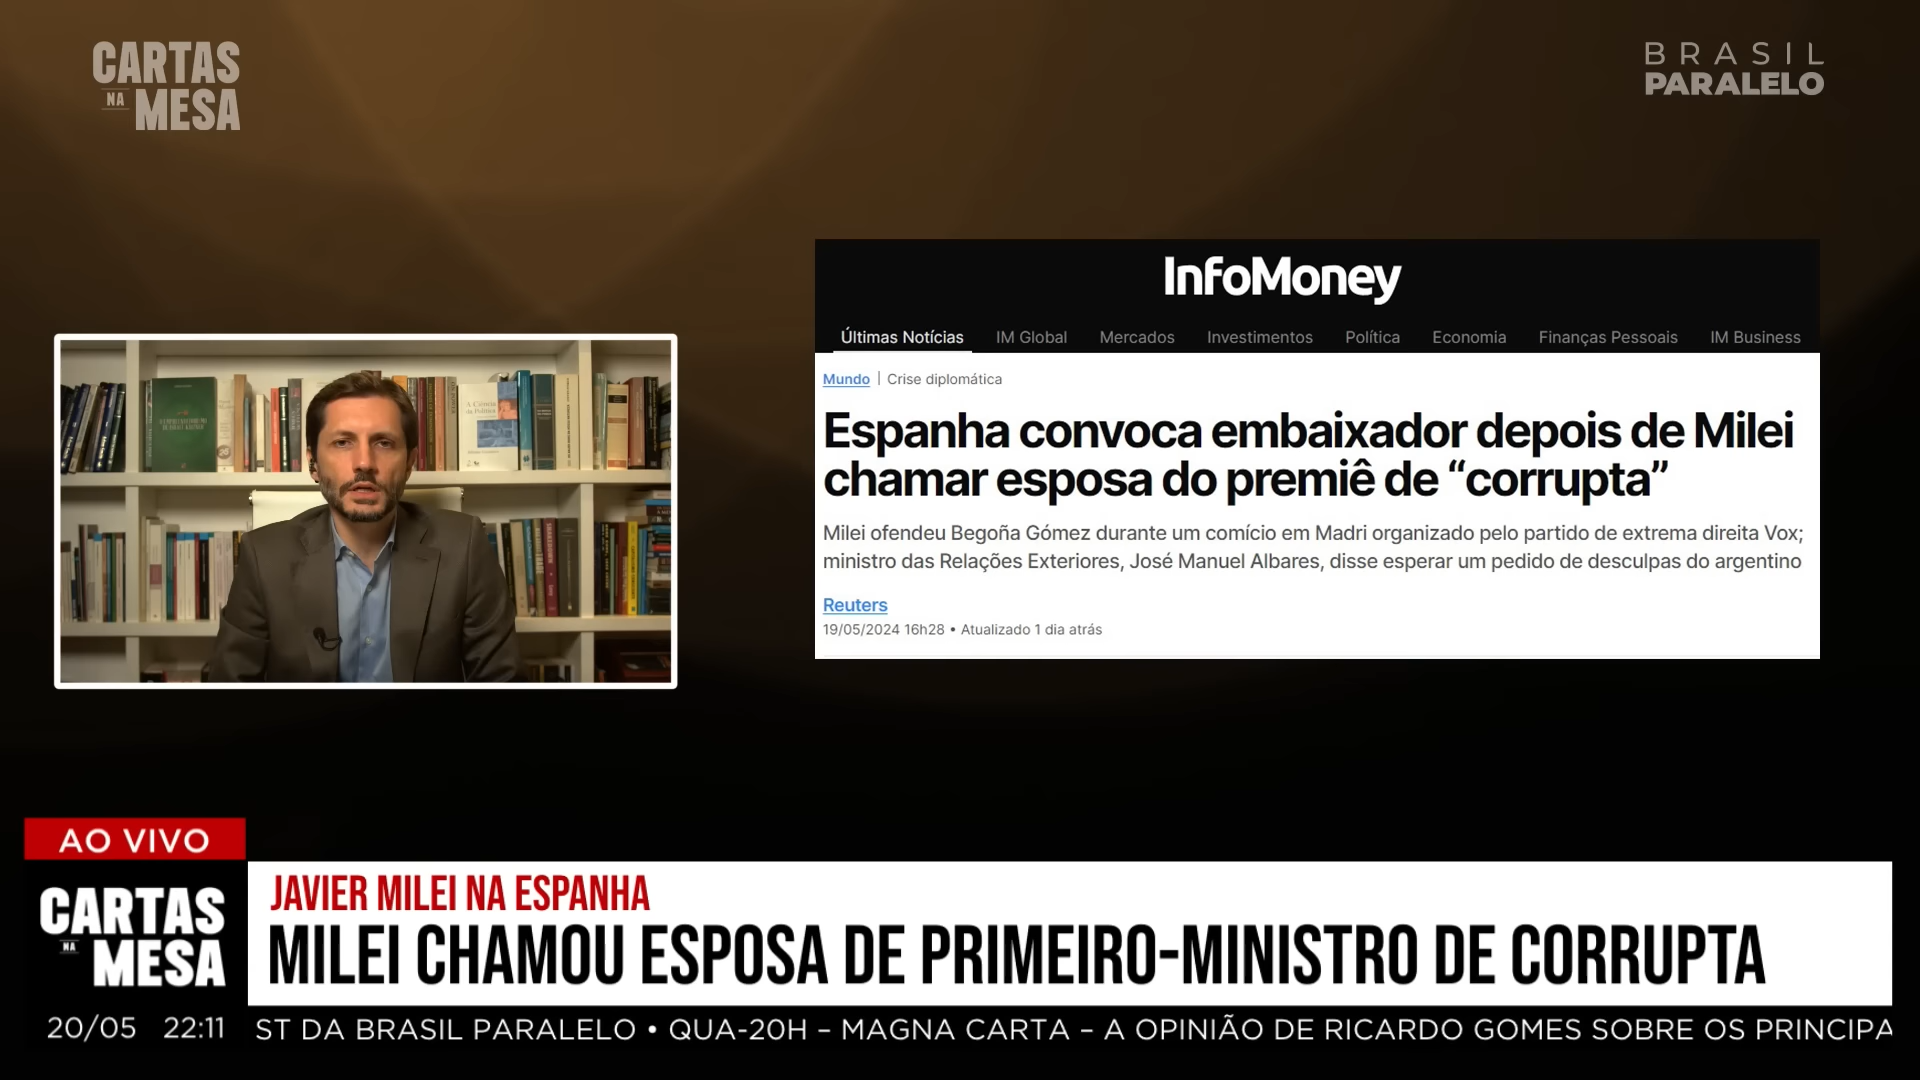 CARTAS
NA
MESA
BRASIL
PARALELO
InfoMoney
Últimas Notícias IM Global Mercados Investimentos Política Economia Finanças Pessoais IM Business
Mundo | Crise diplomática
Espanha convoca embaixador depois de Milei
chamar esposa do premiê de “corrupta”
Milei ofendeu Begoña Gómez durante um comício em Madri organizado pelo partido de extrema direita Vox;
ministro das Relações Exteriores, José Manuel Albares, disse esperar um pedido de desculpas do argentino
Reuters
19/05/2024 16h28 • Atualizado 1 dia atrás
A Ciência
da Política
AO VIVO
CARTAS
NA
MESA
JAVIER MILEI NA ESPANHA
MILEI CHAMOU ESPOSA DE PRIMEIRO-MINISTRO DE CORRUPTA
20/05 22:11
ST DA BRASIL PARALELO • QUA-20H – MAGNA CARTA – A OPINIÃO DE RICARDO GOMES SOBRE OS PRINCIPA